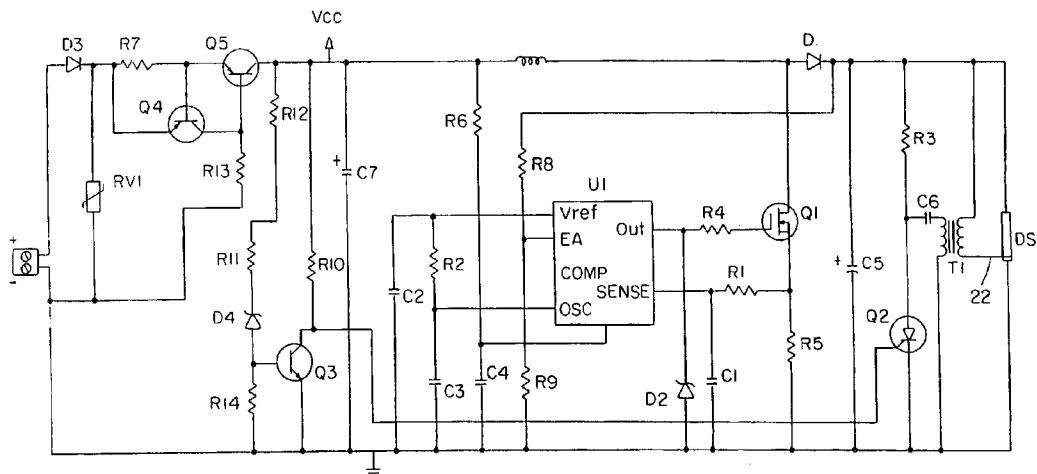 VCC
D3
R7
Q5
D.
Q4
R12
R6
R3
R8
R13
C7
U1
C6
RV1
Vref
EA
Out
R4
Q1
DS
R11
R10
R2
COMP
SENSE
OSC
R1
C5
T1
22
C2
D4
Q2
Q3
R5
C3
C4
R9
C1
R14
D2
+
-
+
+